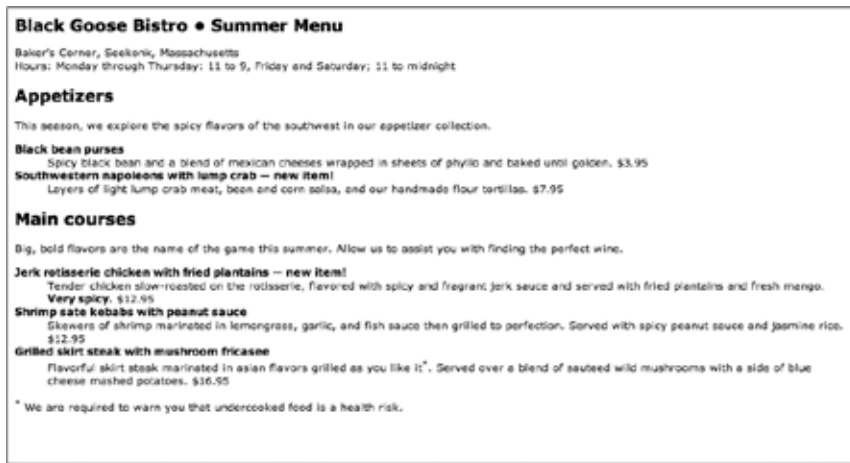 Black Goose Bistro • Summer Menu
Baker's Corner, Seekonk, Massachusetts
Hours: Monday through Thursday: 11 to 9, Friday and Saturday; 11 to midnight
Appetizers
This season, we explore the spicy flavors of the southwest in our appetizer collection.
Black bean purses
Spicy black bean and a blend of mexican cheeses wrapped in sheets of phyllo and baked until golden. $3.95
Southwestern napoleons with lump crab — new item!
Layers of light lump crab meat, bean and corn salsa, and our handmade flour tortillas. $7.95
Main courses
Big, bold flavors are the name of the game this summer. Allow us to assist you with finding the perfect wine.
Jerk rotisserie chicken with fried plantains — new item!
Tender chicken slow-roasted on the rotisserie, flavored with spicy and fragrant jerk sauce and served with fried plantains and fresh mango.
Very spicy. $12.95
Shrimp sate kebabs with peanut sauce
Skewers of shrimp marinated in lemongrass, garlic, and fish sauce then grilled to perfection. Served with spicy peanut sauce and jasmine rice.
$12.95
Grilled skirt steak with mushroom fricasee
Flavorful skirt steak marinated in asian flavors grilled as you like it*. Served over a blend of sauteed wild mushrooms with a side of blue
cheese mashed potatoes. $16.95
* We are required to warn you that undercooked food is a health risk.